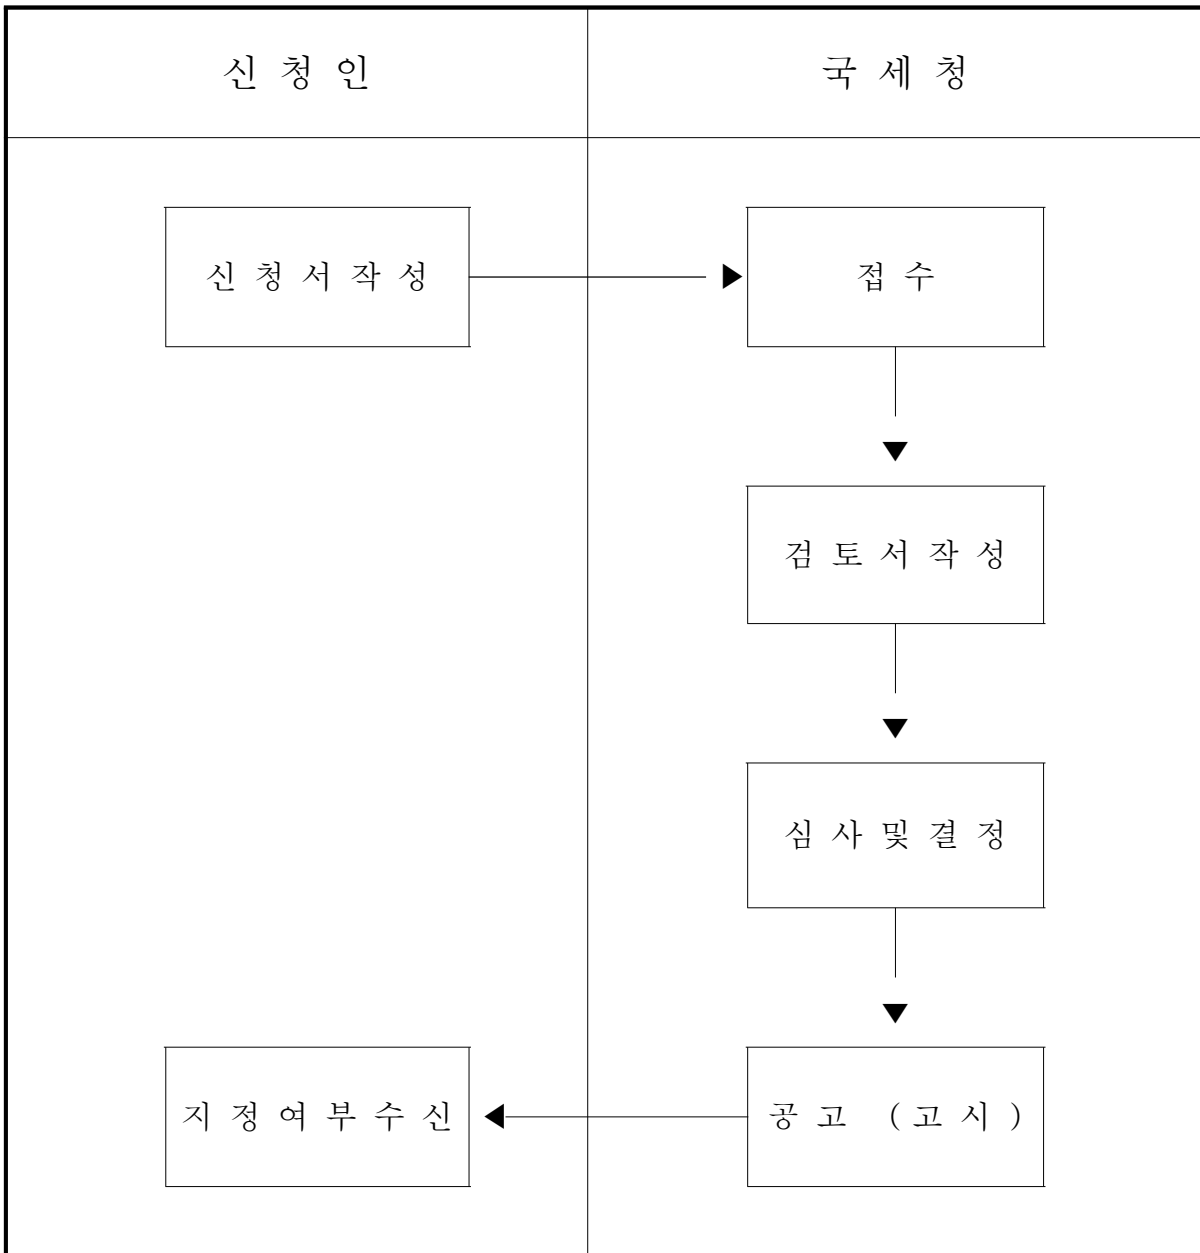 신 청 인
국 세 청
신 청 서 작 성
접 수
검 토 서 작 성
심 사 및 결 정
지 정 여 부 수 신
공 고 ( 고 시 )